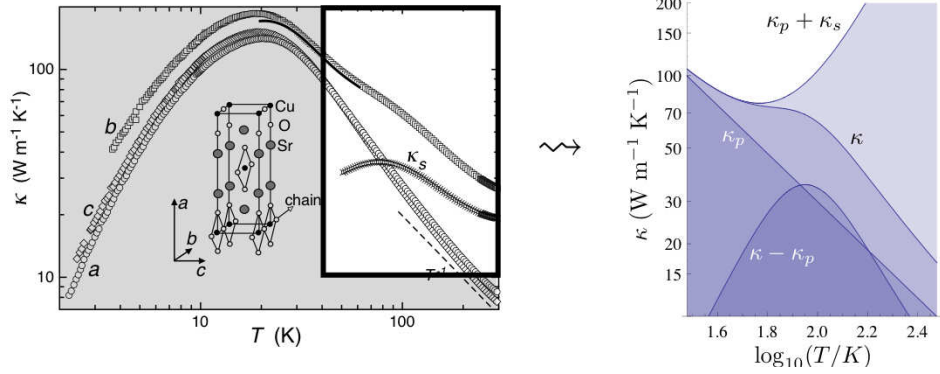 κ (W m⁻¹ K⁻¹)
100
10
b
c
a
κs
T⁻¹
Cu
O
Sr
chain
a
b
c
10
100
T (K)
κ (W m⁻¹ K⁻¹)
200
100
70
50
30
20
15
κp + κs
κp
κ
κ − κp
1.6
1.8
2.0
2.2
2.4
log₁₀(T/K)